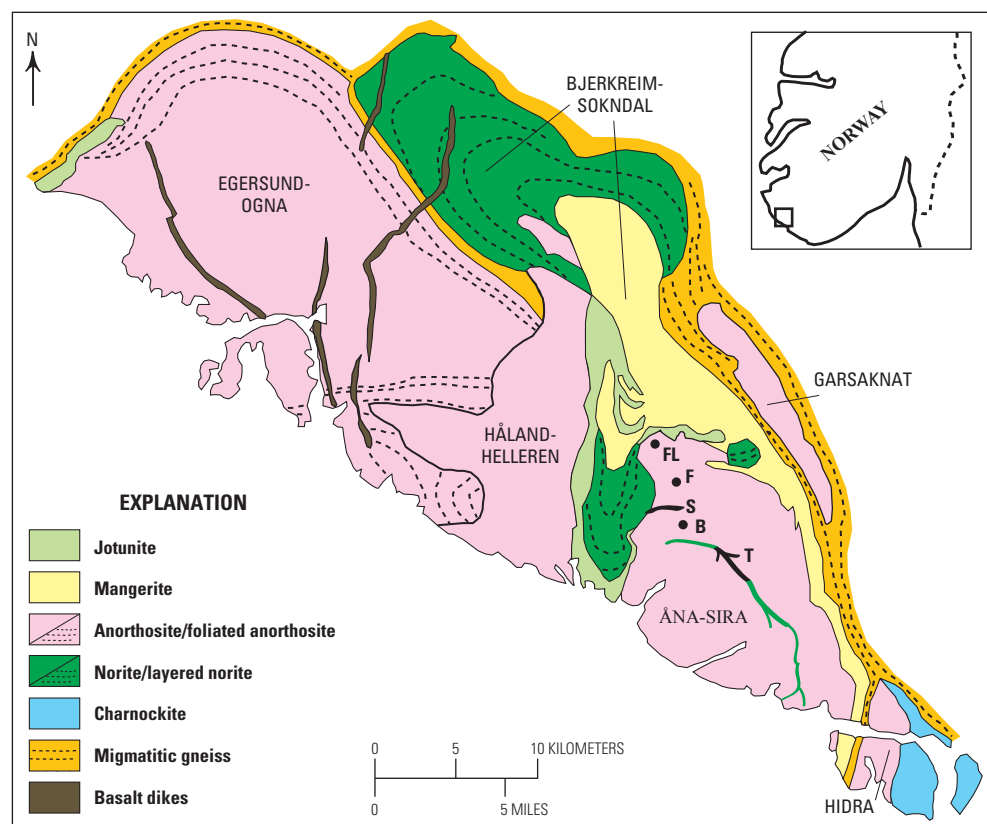 N
BJERKREIM-
SOKNDAL
NORWAY
EGERSUND-
OGNA
GARSAKNAT
HÅLAND-
HELLEREN
FL
F
S
B
T
ÅNA-SIRA
HIDRA
EXPLANATION
Jotunite
Mangerite
Anorthosite/foliated anorthosite
Norite/layered norite
Charnockite
Migmatitic gneiss
Basalt dikes
0 5 10 KILOMETERS
0 5 MILES